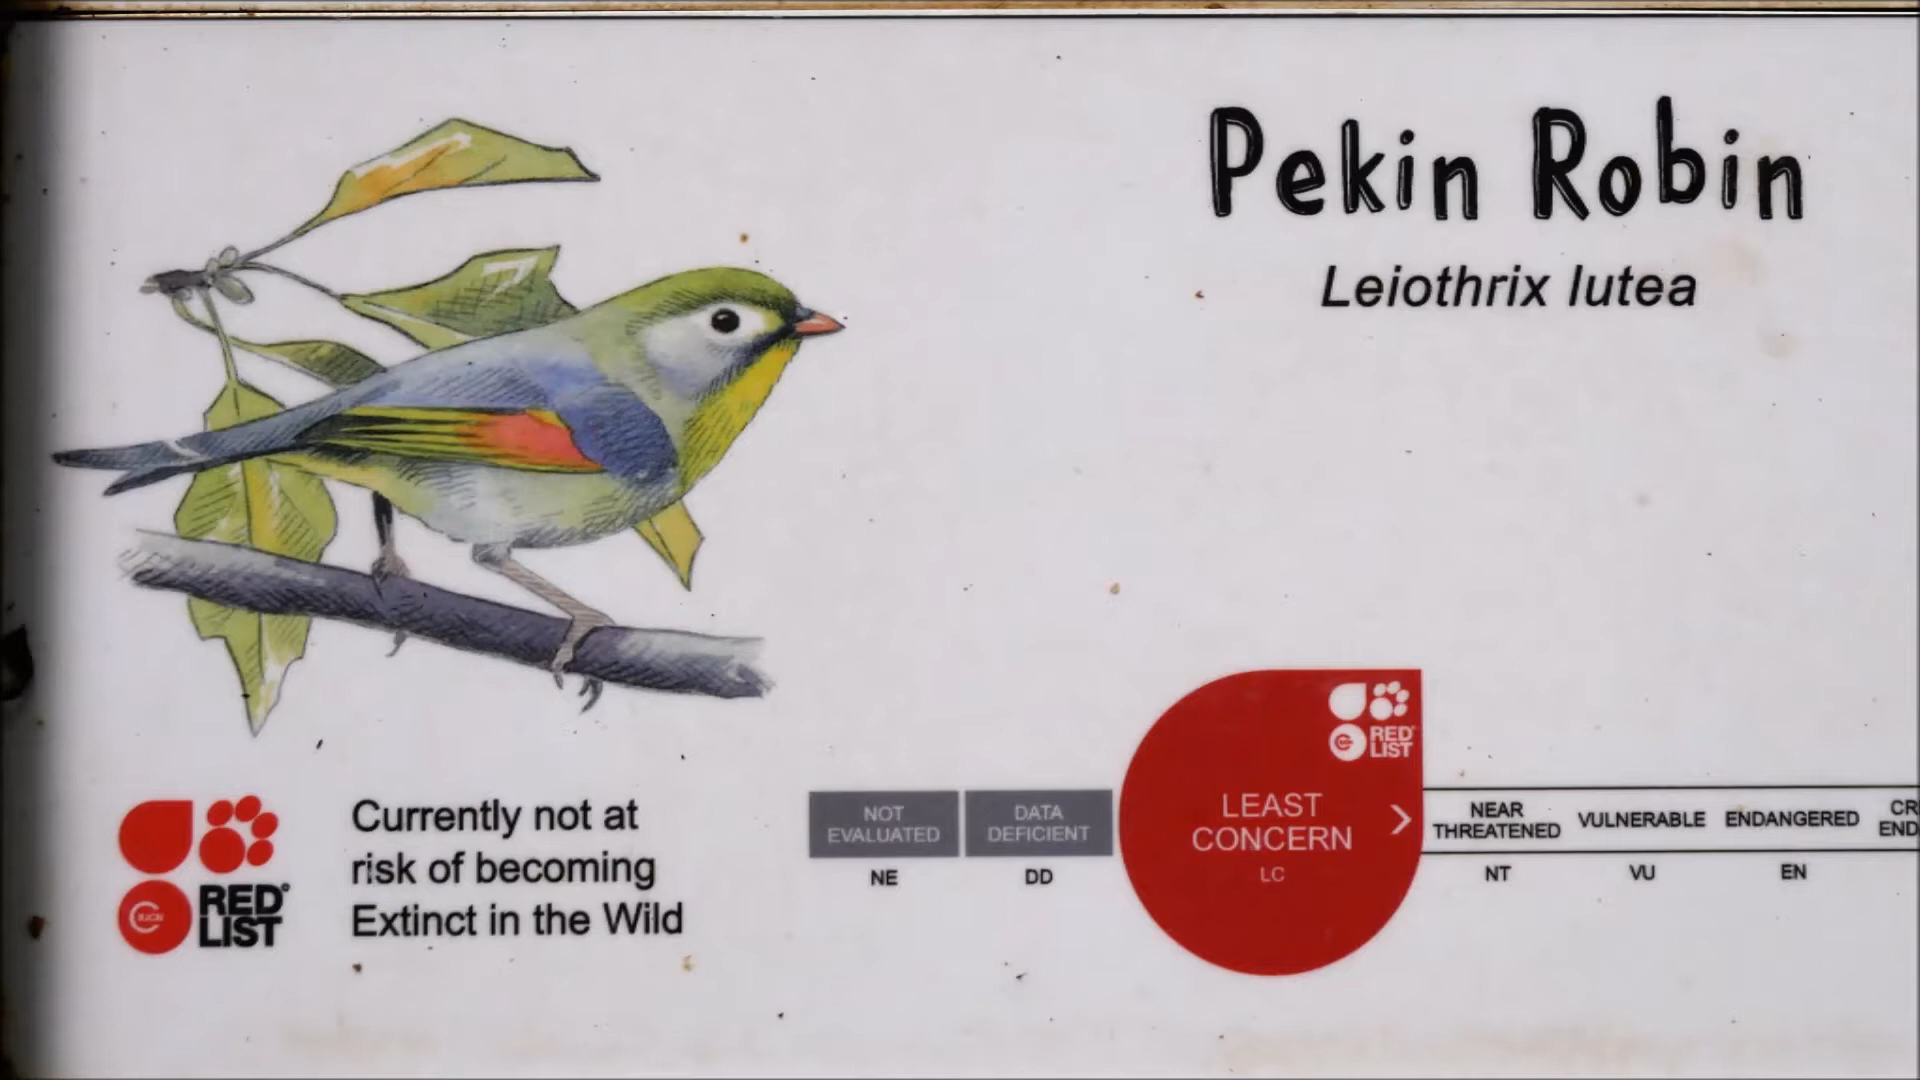 Pekin Robin
Leiothrix lutea
RED
LIST
Currently not at
risk of becoming
Extinct in the Wild
RED
LIST
NOT
EVALUATED
NE
DATA
DEFICIENT
DD
LEAST
CONCERN
LC
NEAR
THREATENED
NT
VULNERABLE
VU
ENDANGERED
EN